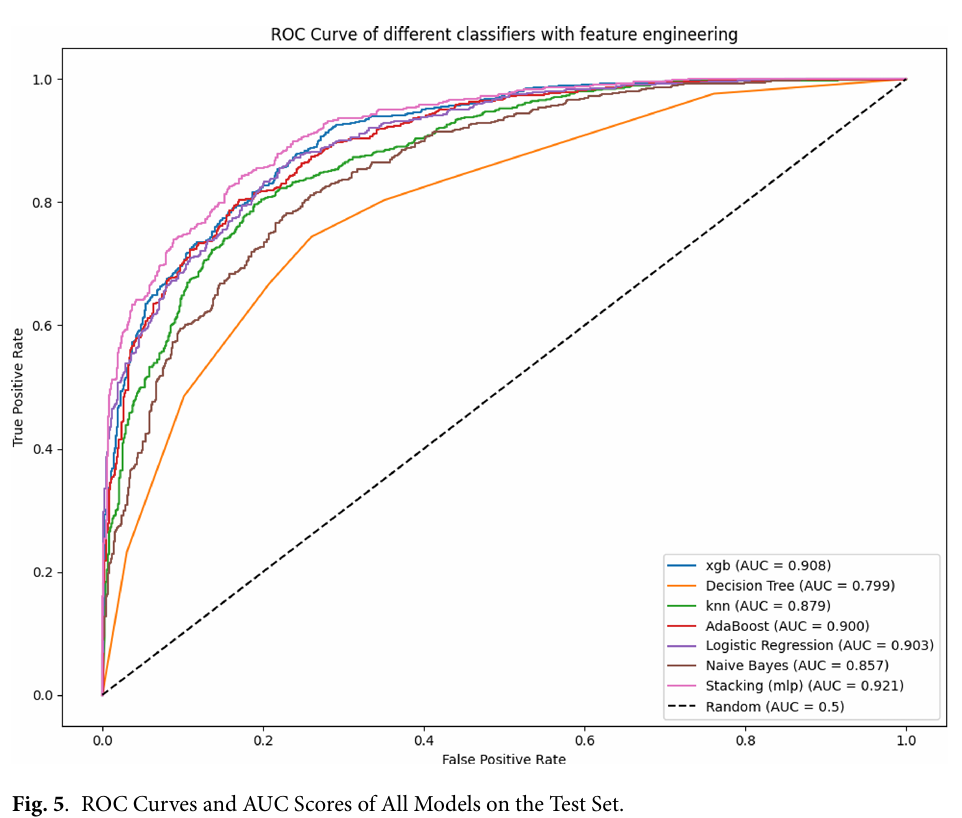 ROC Curve of different classifiers with feature engineering
1.0
0.8
0.6
0.4
0.2
0.0
True Positive Rate
xgb (AUC = 0.908)
Decision Tree (AUC = 0.799)
knn (AUC = 0.879)
AdaBoost (AUC = 0.900)
Logistic Regression (AUC = 0.903)
Naive Bayes (AUC = 0.857)
Stacking (mlp) (AUC = 0.921)
Random (AUC = 0.5)
0.0 0.2 0.4 0.6 0.8 1.0
False Positive Rate
Fig. 5. ROC Curves and AUC Scores of All Models on the Test Set.